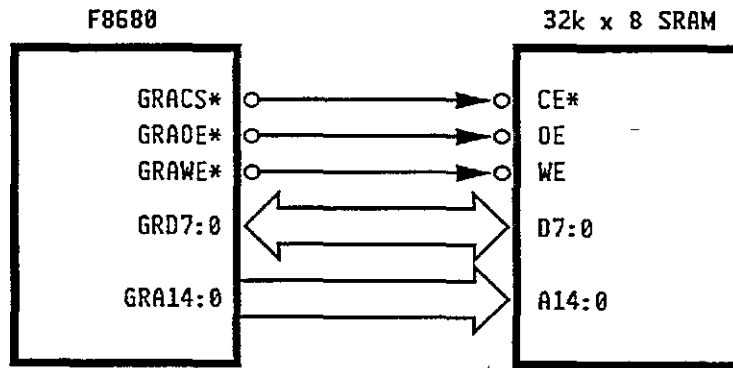 F8680
32k x 8 SRAM
GRACS*
CE*
GRAOE*
OE
GRAWE*
WE
GRD7:0
D7:0
GRA14:0
A14:0